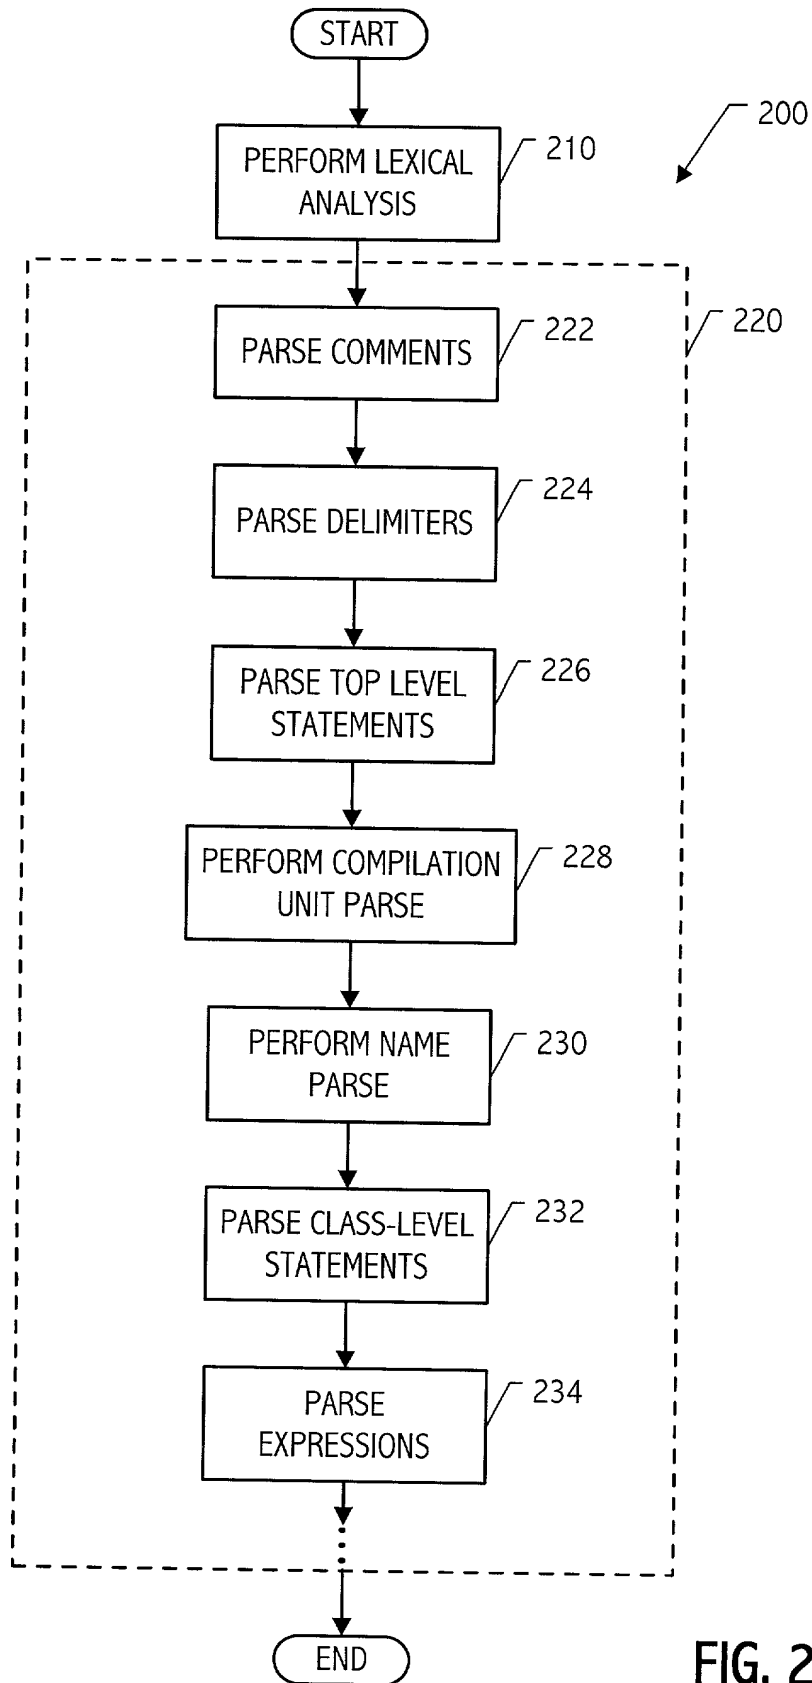 START
200
PERFORM LEXICAL
ANALYSIS
210
220
PARSE COMMENTS
222
PARSE DELIMITERS
224
PARSE TOP LEVEL
STATEMENTS
226
PERFORM COMPILATION
UNIT PARSE
228
PERFORM NAME
PARSE
230
PARSE CLASS-LEVEL
STATEMENTS
232
PARSE
EXPRESSIONS
234
END
FIG. 2